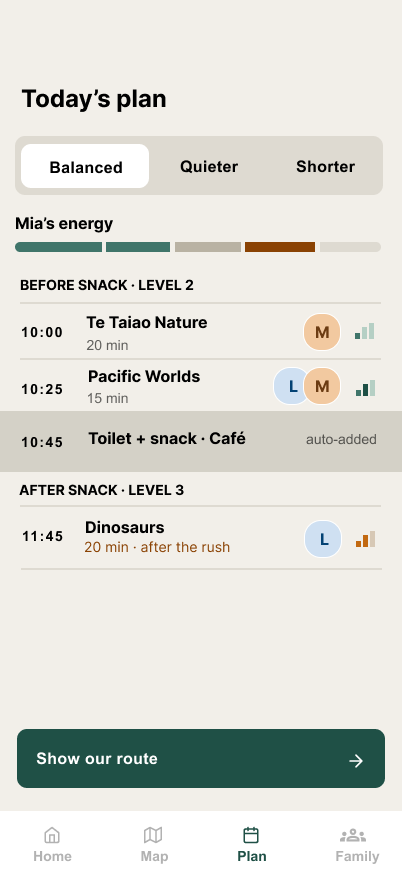 Today’s plan
Balanced Quieter Shorter
Mia’s energy
BEFORE SNACK · LEVEL 2
10:00 Te Taiao Nature M
20 min
10:25 Pacific Worlds L M
15 min
10:45 Toilet + snack · Café auto-added
AFTER SNACK · LEVEL 3
11:45 Dinosaurs L
20 min · after the rush
Show our route →
Home Map Plan Family